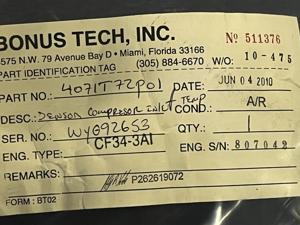 BONUS TECH, INC. Nº 511376
575 N.W. 79 Avenue Bay D • Miami, Florida 33166
PART IDENTIFICATION TAG (305) 884-6670 W/O: 10-475
PART NO.: 4071T72P01 DATE: JUN 04 2010
DESC: Sensor Compressor Inlet Temp COND.: A/R
SER. NO.: WYG92653 QTY.: 1
ENG. TYPE: CF34-3A1 ENG. S/N: 807042
REMARKS: P262619072
FORM: BT02